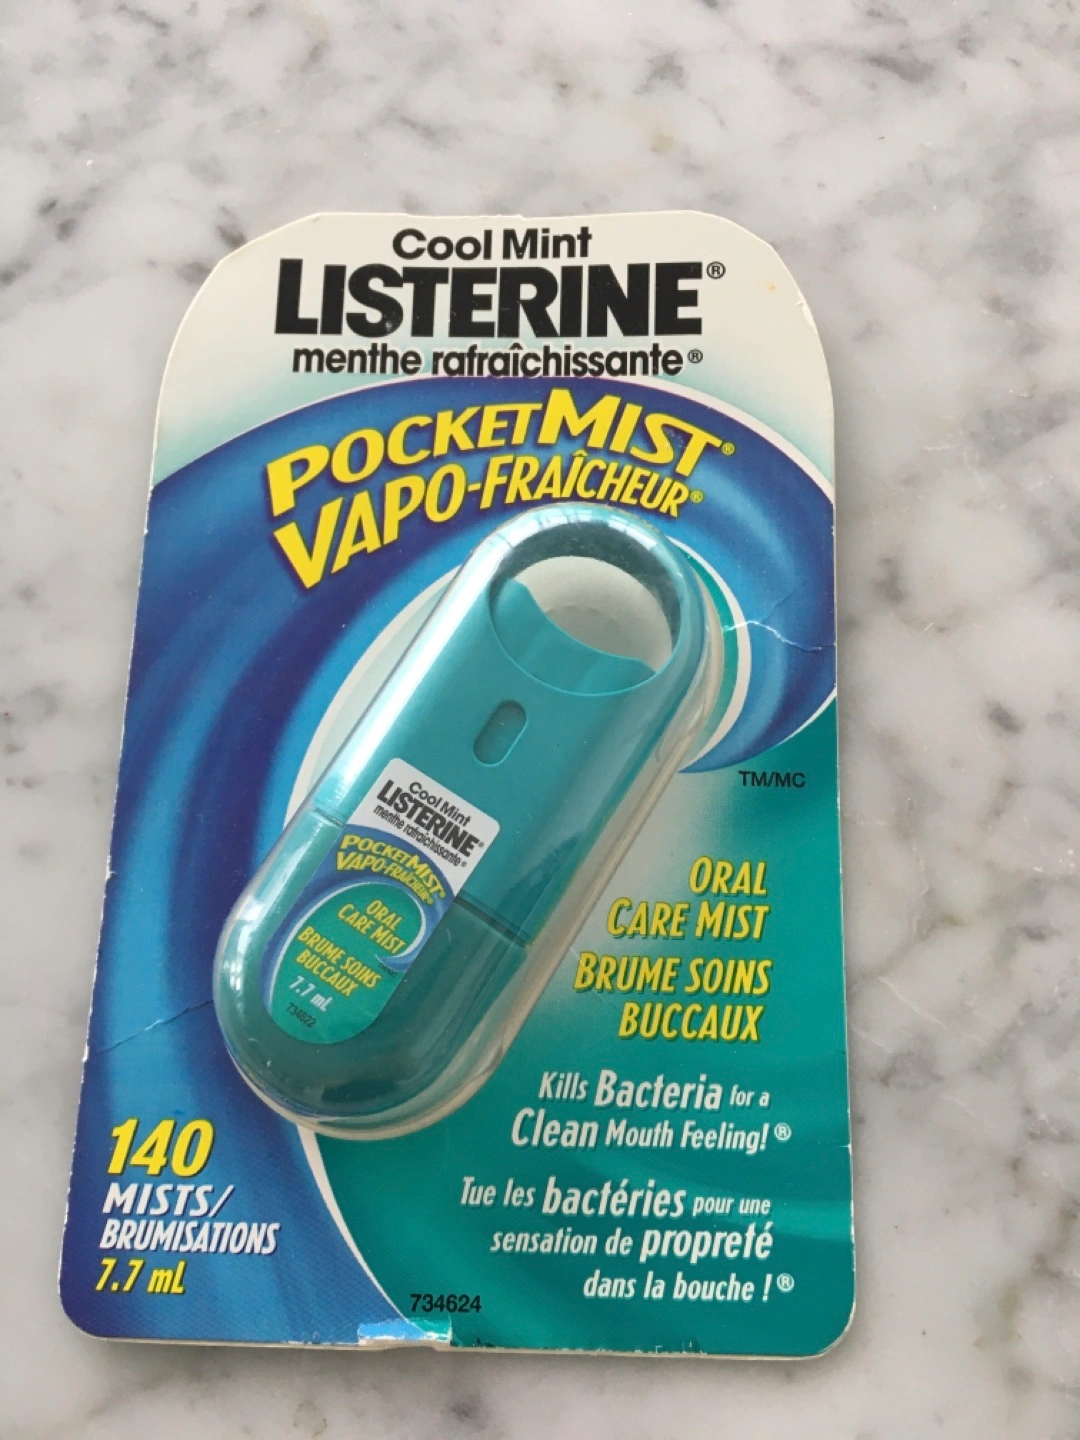 Cool Mint
LISTERINE®
menthe rafraîchissante®
POCKETMIST®
VAPO-FRAÎCHEUR®
TM/MC
Cool Mint
LISTERINE®
menthe rafraîchissante®
POCKETMIST®
VAPO-FRAÎCHEUR®
ORAL
CARE MIST
BRUME SOINS
BUCCAUX
7.7 mL
734622
ORAL
CARE MIST
BRUME SOINS
BUCCAUX
Kills Bacteria for a
Clean Mouth Feeling!®
Tue les bactéries pour une
sensation de propreté
dans la bouche !®
140
MISTS/
BRUMISATIONS
7.7 mL
734624